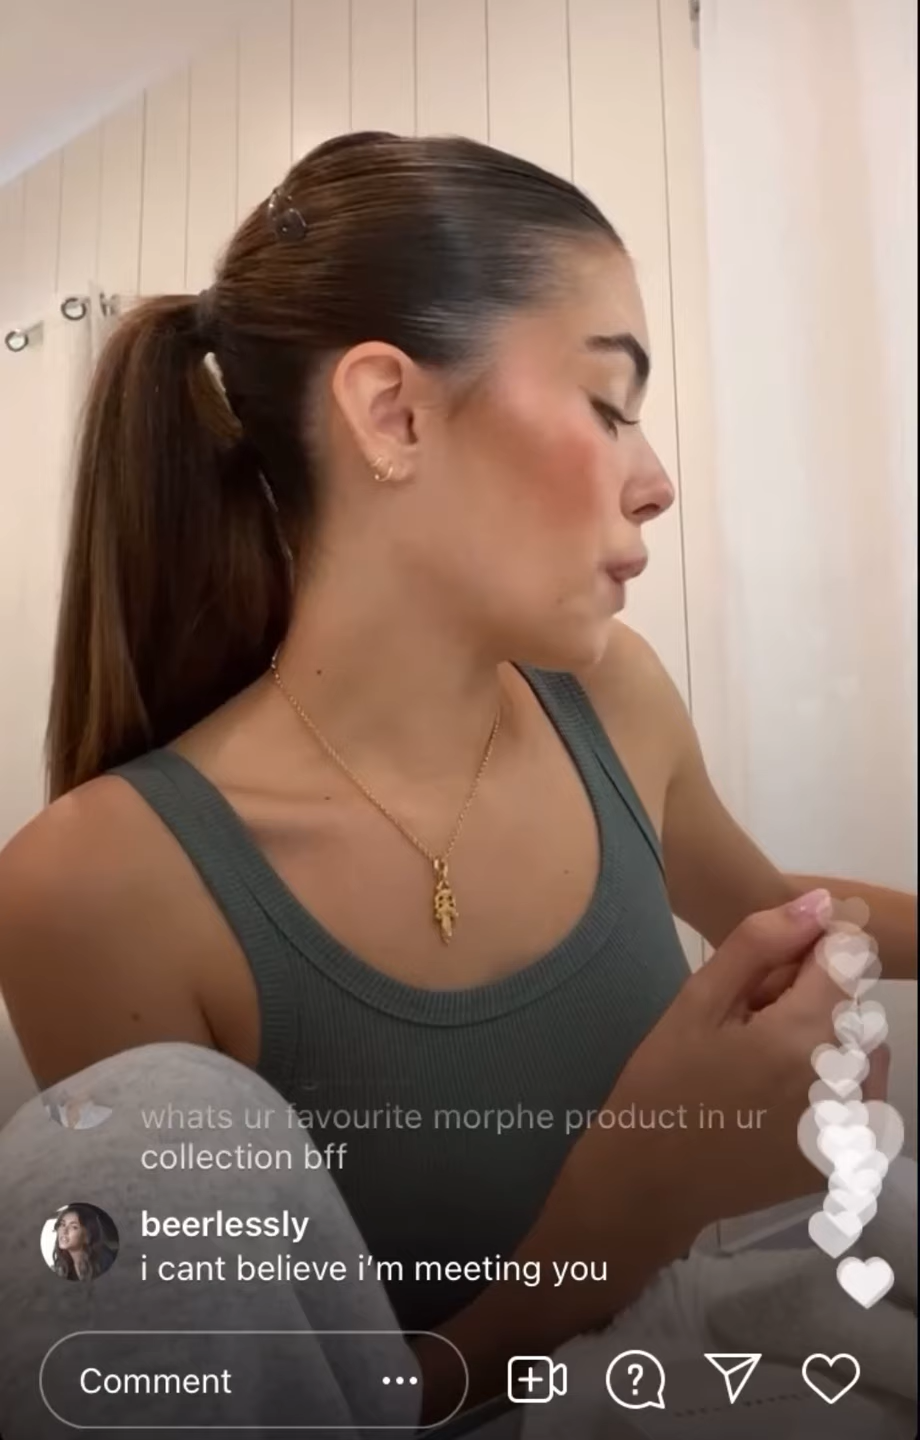 whats ur favourite morphe product in ur
collection bff
beerlessly
i cant believe i’m meeting you
Comment